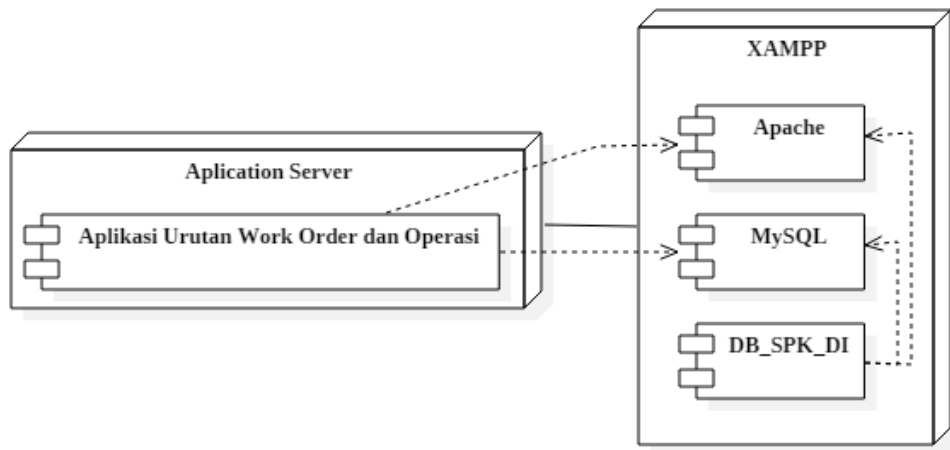 XAMPP
Apache
Aplication Server
Aplikasi Urutan Work Order dan Operasi
MySQL
DB_SPK_DI